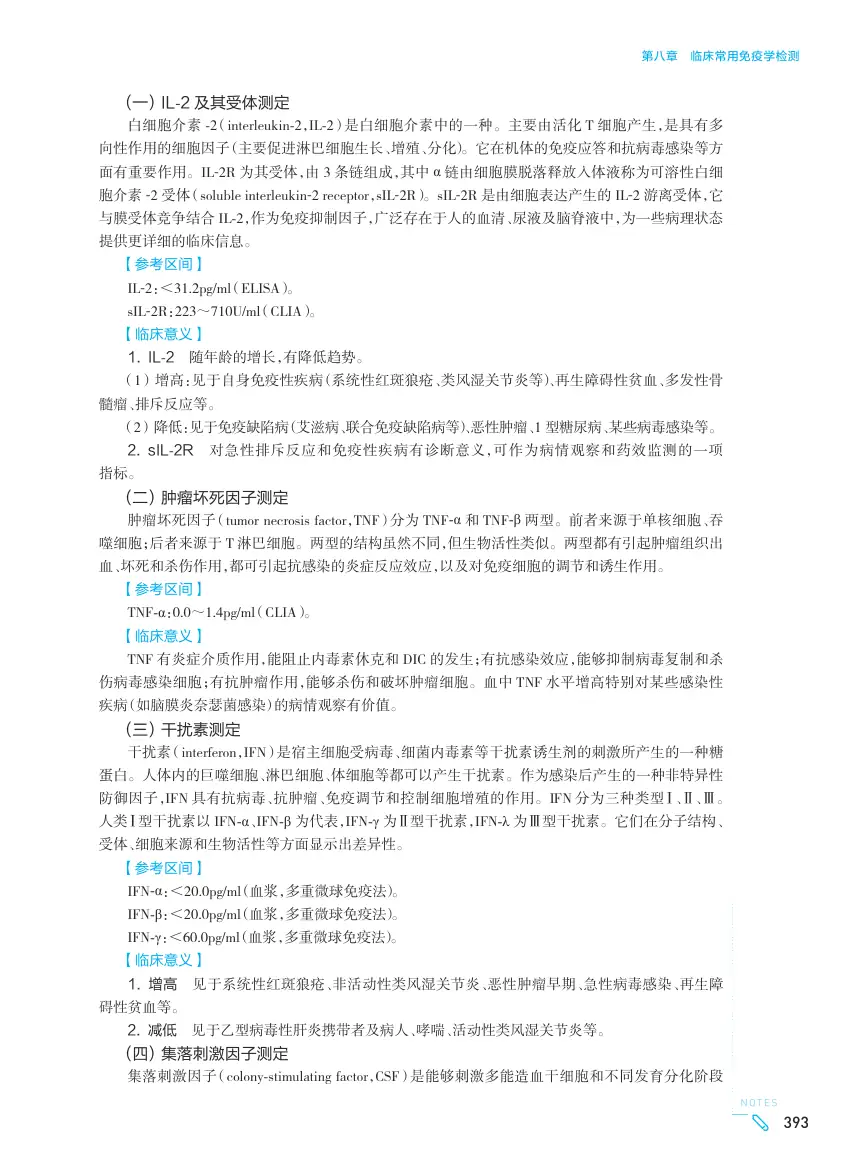 第八章　临床常用免疫学检测
（一）IL-2 及其受体测定
白细胞介素 -2（interleukin-2,IL-2）是白细胞介素中的一种。主要由活化 T 细胞产生,是具有多
向性作用的细胞因子（主要促进淋巴细胞生长、增殖、分化）。它在机体的免疫应答和抗病毒感染等方
面有重要作用。IL-2R 为其受体,由 3 条链组成,其中 α 链由细胞膜脱落释放入体液称为可溶性白细
胞介素 -2 受体（soluble interleukin-2 receptor,sIL-2R）。sIL-2R 是由细胞表达产生的 IL-2 游离受体,它
与膜受体竞争结合 IL-2,作为免疫抑制因子,广泛存在于人的血清、尿液及脑脊液中,为一些病理状态
提供更详细的临床信息。
【参考区间】
IL-2:＜31.2pg/ml（ELISA）。
sIL-2R:223～710U/ml（CLIA）。
【临床意义】
1. IL-2　随年龄的增长,有降低趋势。
（1）增高:见于自身免疫性疾病（系统性红斑狼疮、类风湿关节炎等）、再生障碍性贫血、多发性骨
髓瘤、排斥反应等。
（2）降低:见于免疫缺陷病（艾滋病、联合免疫缺陷病等）、恶性肿瘤、1 型糖尿病、某些病毒感染等。
2. sIL-2R　对急性排斥反应和免疫性疾病有诊断意义,可作为病情观察和药效监测的一项
指标。
（二）肿瘤坏死因子测定
肿瘤坏死因子（tumor necrosis factor,TNF）分为 TNF-α 和 TNF-β 两型。前者来源于单核细胞、吞
噬细胞;后者来源于 T 淋巴细胞。两型的结构虽然不同,但生物活性类似。两型都有引起肿瘤组织出
血、坏死和杀伤作用,都可引起抗感染的炎症反应效应,以及对免疫细胞的调节和诱生作用。
【参考区间】
TNF-α:0.0～1.4pg/ml（CLIA）。
【临床意义】
TNF 有炎症介质作用,能阻止内毒素休克和 DIC 的发生;有抗感染效应,能够抑制病毒复制和杀
伤病毒感染细胞;有抗肿瘤作用,能够杀伤和破坏肿瘤细胞。血中 TNF 水平增高特别对某些感染性
疾病（如脑膜炎奈瑟菌感染）的病情观察有价值。
（三）干扰素测定
干扰素（interferon,IFN）是宿主细胞受病毒、细菌内毒素等干扰素诱生剂的刺激所产生的一种糖
蛋白。人体内的巨噬细胞、淋巴细胞、体细胞等都可以产生干扰素。作为感染后产生的一种非特异性
防御因子,IFN 具有抗病毒、抗肿瘤、免疫调节和控制细胞增殖的作用。IFN 分为三种类型Ⅰ、Ⅱ、Ⅲ。
人类Ⅰ型干扰素以 IFN-α、IFN-β 为代表,IFN-γ 为Ⅱ型干扰素,IFN-λ 为Ⅲ型干扰素。它们在分子结构、
受体、细胞来源和生物活性等方面显示出差异性。
【参考区间】
IFN-α:＜20.0pg/ml（血浆,多重微球免疫法）。
IFN-β:＜20.0pg/ml（血浆,多重微球免疫法）。
IFN-γ:＜60.0pg/ml（血浆,多重微球免疫法）。
【临床意义】
1. 增高　见于系统性红斑狼疮、非活动性类风湿关节炎、恶性肿瘤早期、急性病毒感染、再生障
碍性贫血等。
2. 减低　见于乙型病毒性肝炎携带者及病人、哮喘、活动性类风湿关节炎等。
（四）集落刺激因子测定
集落刺激因子（colony-stimulating factor,CSF）是能够刺激多能造血干细胞和不同发育分化阶段
NOTES
393